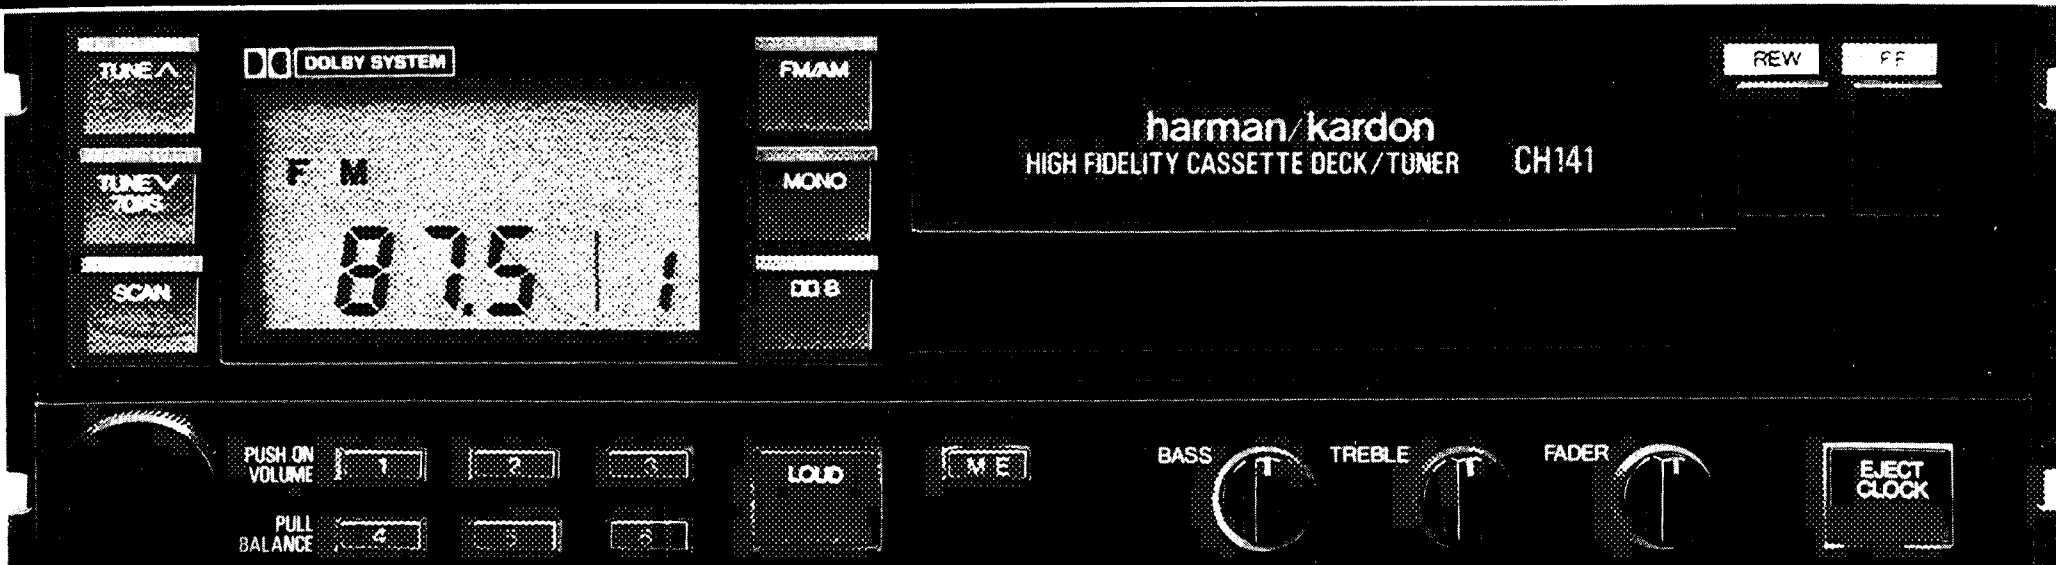 TUNE ∧
DOLBY SYSTEM
FM/AM
REW
FF
harman/kardon
HIGH FIDELITY CASSETTE DECK/TUNER CH141
F M
TUNE ∨
MONO
87.5 1
SCAN
B
PUSH ON
VOLUME
1 2 3
LOUD
M E
BASS
TREBLE
FADER
EJECT
CLOCK
PULL
BALANCE
4 5 6